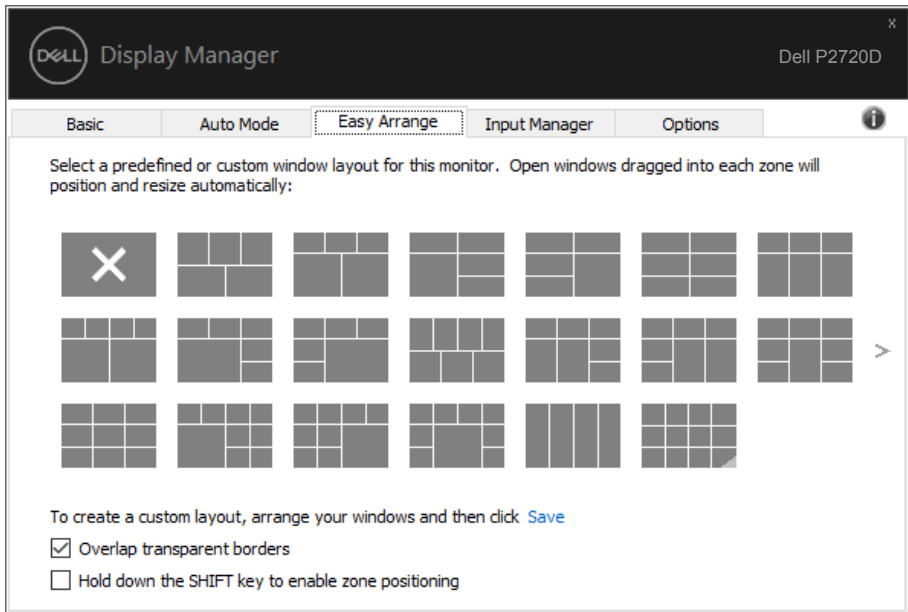 x
DELL Display Manager
Dell P2720D
Basic Auto Mode Easy Arrange Input Manager Options
Select a predefined or custom window layout for this monitor. Open windows dragged into each zone will
position and resize automatically:
>
To create a custom layout, arrange your windows and then click Save
Overlap transparent borders
Hold down the SHIFT key to enable zone positioning